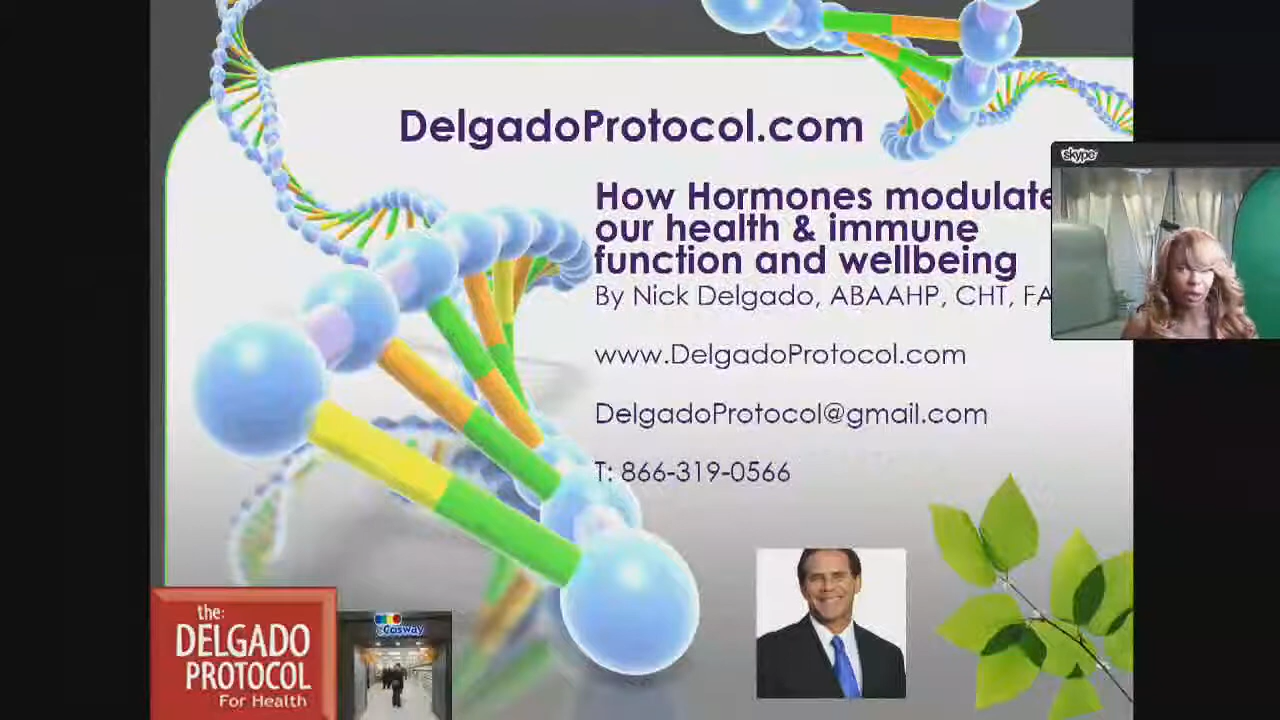 DelgadoProtocol.com
skype
How Hormones modulate
our health & immune
function and wellbeing
By Nick Delgado, ABAAHP, CHT, FA
www.DelgadoProtocol.com
DelgadoProtocol@gmail.com
T: 866-319-0566
the:
DELGADO
PROTOCOL
For Health
eCosway